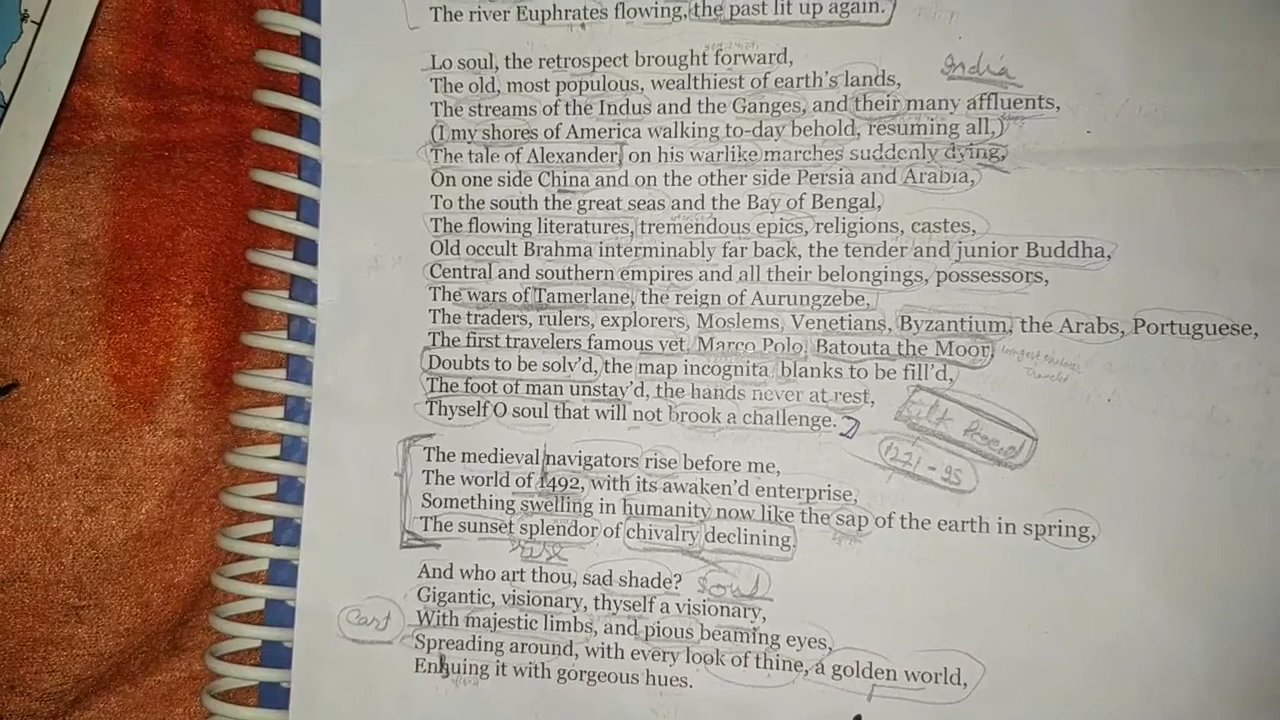 The river Euphrates flowing, the past lit up again.
Lo soul, the retrospect brought forward,
The old, most populous, wealthiest of earth's lands,
India
The streams of the Indus and the Ganges, and their many affluents,
(I my shores of America walking to-day behold, resuming all,)
The tale of Alexander, on his warlike marches suddenly dying,
On one side China and on the other side Persia and Arabia,
To the south the great seas and the Bay of Bengal,
The flowing literatures, tremendous epics, religions, castes,
Old occult Brahma interminably far back, the tender and junior Buddha,
Central and southern empires and all their belongings, possessors,
The wars of Tamerlane, the reign of Aurungzebe,
The traders, rulers, explorers, Moslems, Venetians, Byzantium, the Arabs, Portuguese,
The first travelers famous yet, Marco Polo, Batouta the Moor,
Doubts to be solv'd, the map incognita, blanks to be fill'd,
The foot of man unstay'd, the hands never at rest,
Thyself O soul that will not brook a challenge.
1271-95
The medieval navigators rise before me,
The world of 1492, with its awaken'd enterprise,
Something swelling in humanity now like the sap of the earth in spring,
The sunset splendor of chivalry declining.
And who art thou, sad shade?
Soul
Gigantic, visionary, thyself a visionary,
With majestic limbs, and pious beaming eyes,
Spreading around, with every look of thine, a golden world,
Enhuing it with gorgeous hues.